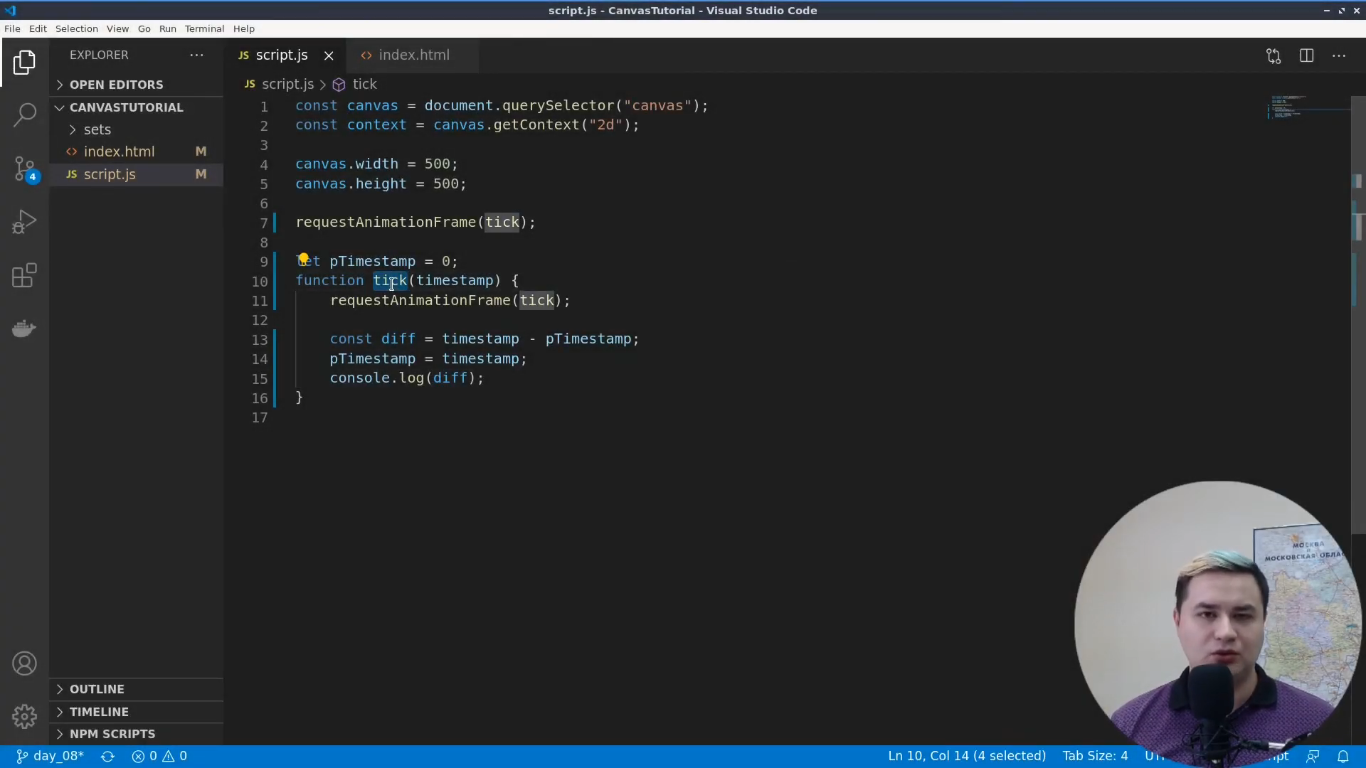 script.js - CanvasTutorial - Visual Studio Code
File Edit Selection View Go Run Terminal Help
EXPLORER
OPEN EDITORS
CANVASTUTORIAL
sets
index.html M
script.js M
OUTLINE
TIMELINE
NPM SCRIPTS
4
JS script.js
<> index.html
JS script.js > tick
1 const canvas = document.querySelector("canvas");
2 const context = canvas.getContext("2d");
3
4 canvas.width = 500;
5 canvas.height = 500;
6
7 requestAnimationFrame(tick);
8
9 let pTimestamp = 0;
10 function tick(timestamp) {
11 requestAnimationFrame(tick);
12
13 const diff = timestamp - pTimestamp;
14 pTimestamp = timestamp;
15 console.log(diff);
16 }
17
МОСКВА
МОСКОВСКАЯ ОБЛА
day_08* 0 0 Ln 10, Col 14 (4 selected) Tab Size: 4